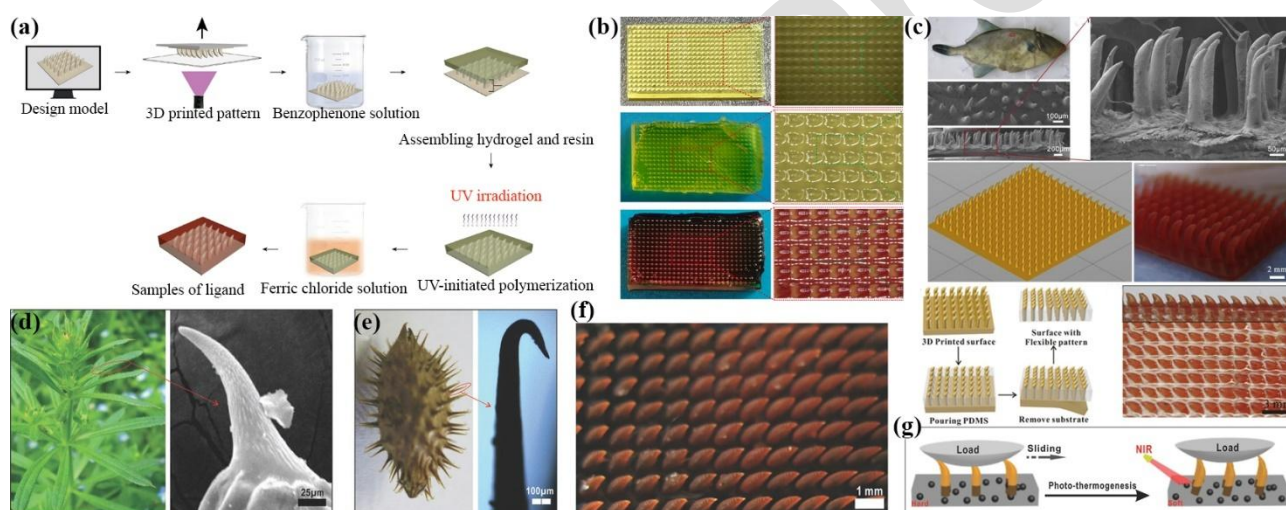 (a)
Design model
3D printed pattern
Benzophenone solution
Assembling hydrogel and resin
UV irradiation
UV-initiated polymerization
Ferric chloride solution
Samples of ligand
(b)
(c)
100μm
200μm
50μm
2 mm
3D Printed surface
Pouring PDMS
Remove substrate
Surface with
Flexible pattern
(d)
25μm
(e)
100μm
(f)
1 mm
(g)
Load
Sliding
Hard
Photo-thermogenesis
NIR
Load
Soft